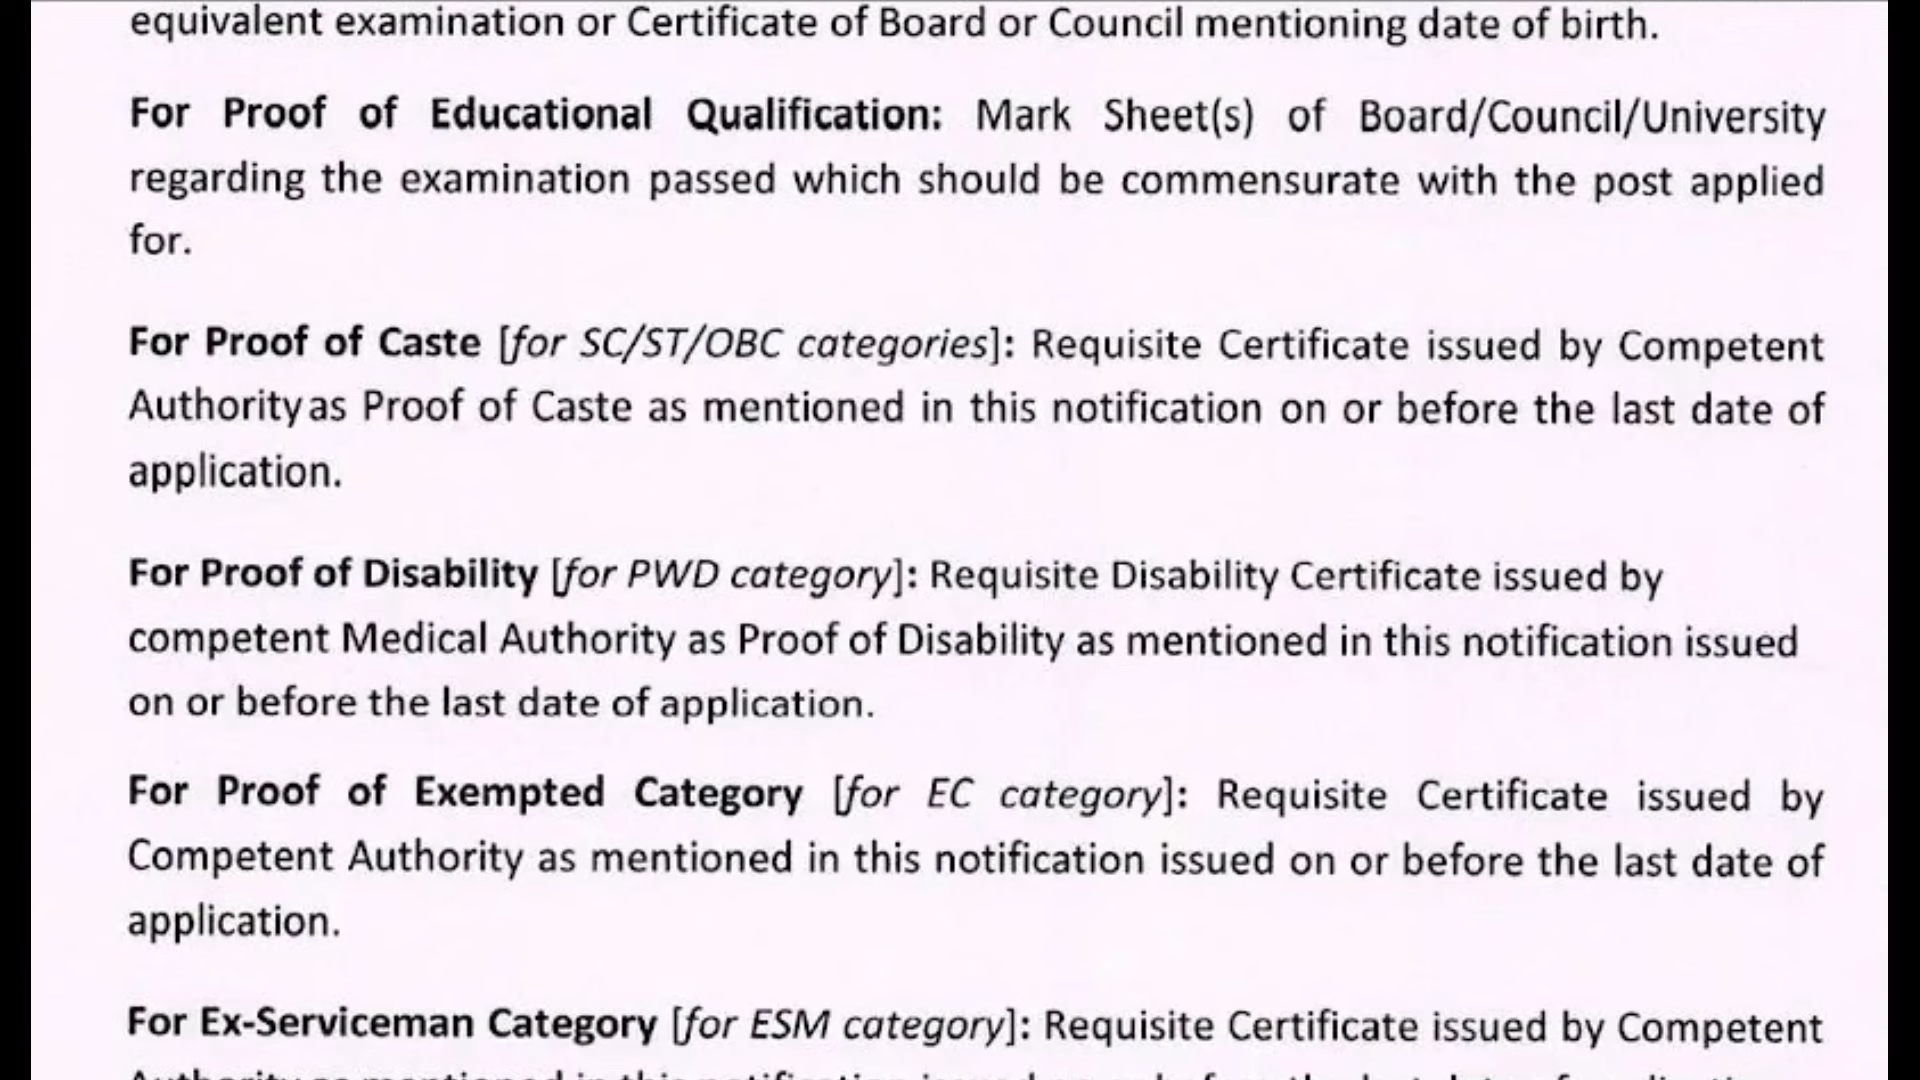 equivalent examination or Certificate of Board or Council mentioning date of birth.
For Proof of Educational Qualification: Mark Sheet(s) of Board/Council/University
regarding the examination passed which should be commensurate with the post applied
for.
For Proof of Caste [for SC/ST/OBC categories]: Requisite Certificate issued by Competent
Authority as Proof of Caste as mentioned in this notification on or before the last date of
application.
For Proof of Disability [for PWD category]: Requisite Disability Certificate issued by
competent Medical Authority as Proof of Disability as mentioned in this notification issued
on or before the last date of application.
For Proof of Exempted Category [for EC category]: Requisite Certificate issued by
Competent Authority as mentioned in this notification issued on or before the last date of
application.
For Ex-Serviceman Category [for ESM category]: Requisite Certificate issued by Competent